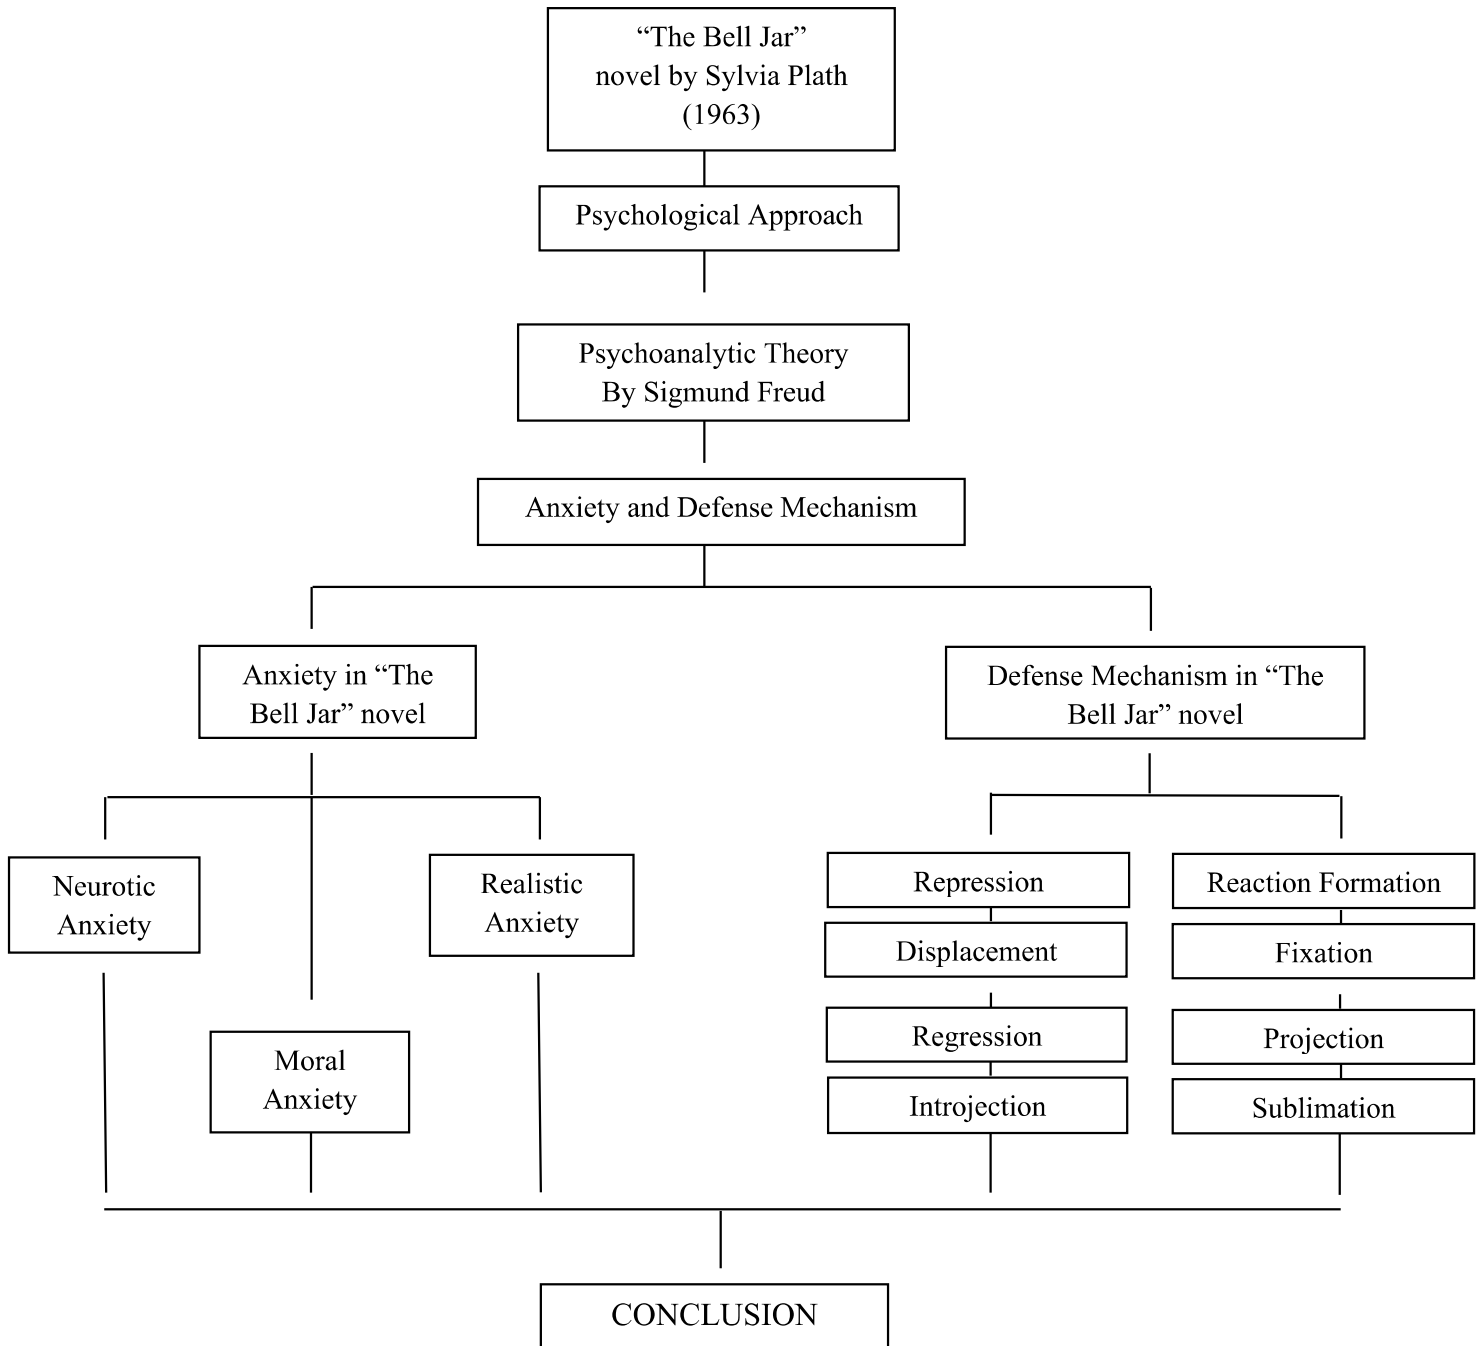 “The Bell Jar”
novel by Sylvia Plath
(1963)
Psychological Approach
Psychoanalytic Theory
By Sigmund Freud
Anxiety and Defense Mechanism
Anxiety in “The
Bell Jar” novel
Defense Mechanism in “The
Bell Jar” novel
Neurotic
Anxiety
Realistic
Anxiety
Moral
Anxiety
Repression
Displacement
Regression
Introjection
Reaction Formation
Fixation
Projection
Sublimation
CONCLUSION